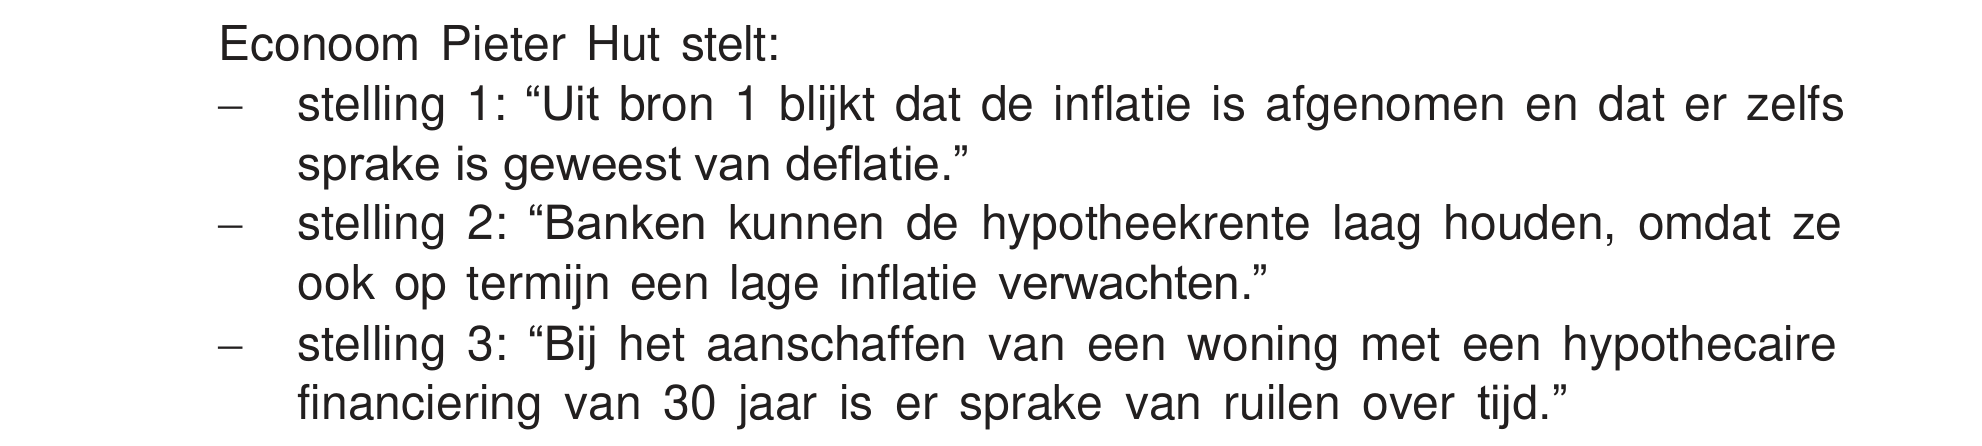 Econoom Pieter Hut stelt:
– stelling 1: “Uit bron 1 blijkt dat de inflatie is afgenomen en dat er zelfs
sprake is geweest van deflatie.”
– stelling 2: “Banken kunnen de hypotheekrente laag houden, omdat ze
ook op termijn een lage inflatie verwachten.”
– stelling 3: “Bij het aanschaffen van een woning met een hypothecaire
financiering van 30 jaar is er sprake van ruilen over tijd.”